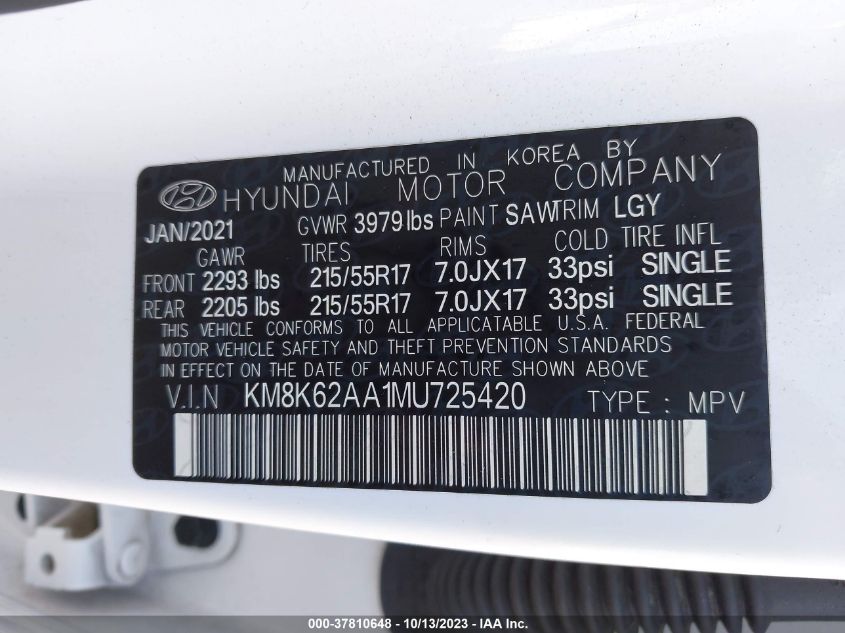 MANUFACTURED IN KOREA BY
HYUNDAI MOTOR COMPANY
JAN/2021 GVWR 3979lbs PAINT SAW TRIM LGY
GAWR TIRES RIMS COLD TIRE INFL
FRONT 2293 lbs 215/55R17 7.0JX17 33psi SINGLE
REAR 2205 lbs 215/55R17 7.0JX17 33psi SINGLE
THIS VEHICLE CONFORMS TO ALL APPLICATABLE U.S.A. FEDERAL
MOTOR VEHICLE SAFETY AND THEFT PREVENTION STANDARDS
IN EFFECT ON THE DATE OF MANUFACTURE SHOWN ABOVE
V.I.N KM8K62AA1MU725420 TYPE : MPV
000-37810648 - 10/13/2023 - IAA Inc.